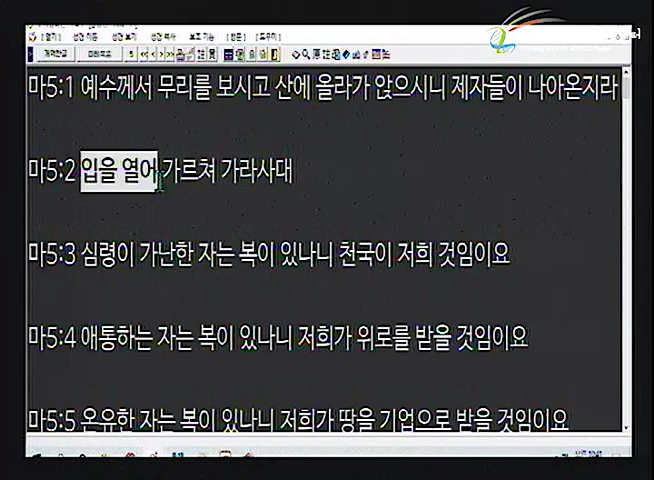 개역한글
마5:1 예수께서 무리를 보시고 산에 올라가 앉으시니 제자들이 나아온지라
마5:2 입을 열어 가르쳐 가라사대
마5:3 심령이 가난한 자는 복이 있나니 천국이 저희 것임이요
마5:4 애통하는 자는 복이 있나니 저희가 위로를 받을 것임이요
마5:5 온유한 자는 복이 있나니 저희가 땅을 기업으로 받을 것임이요